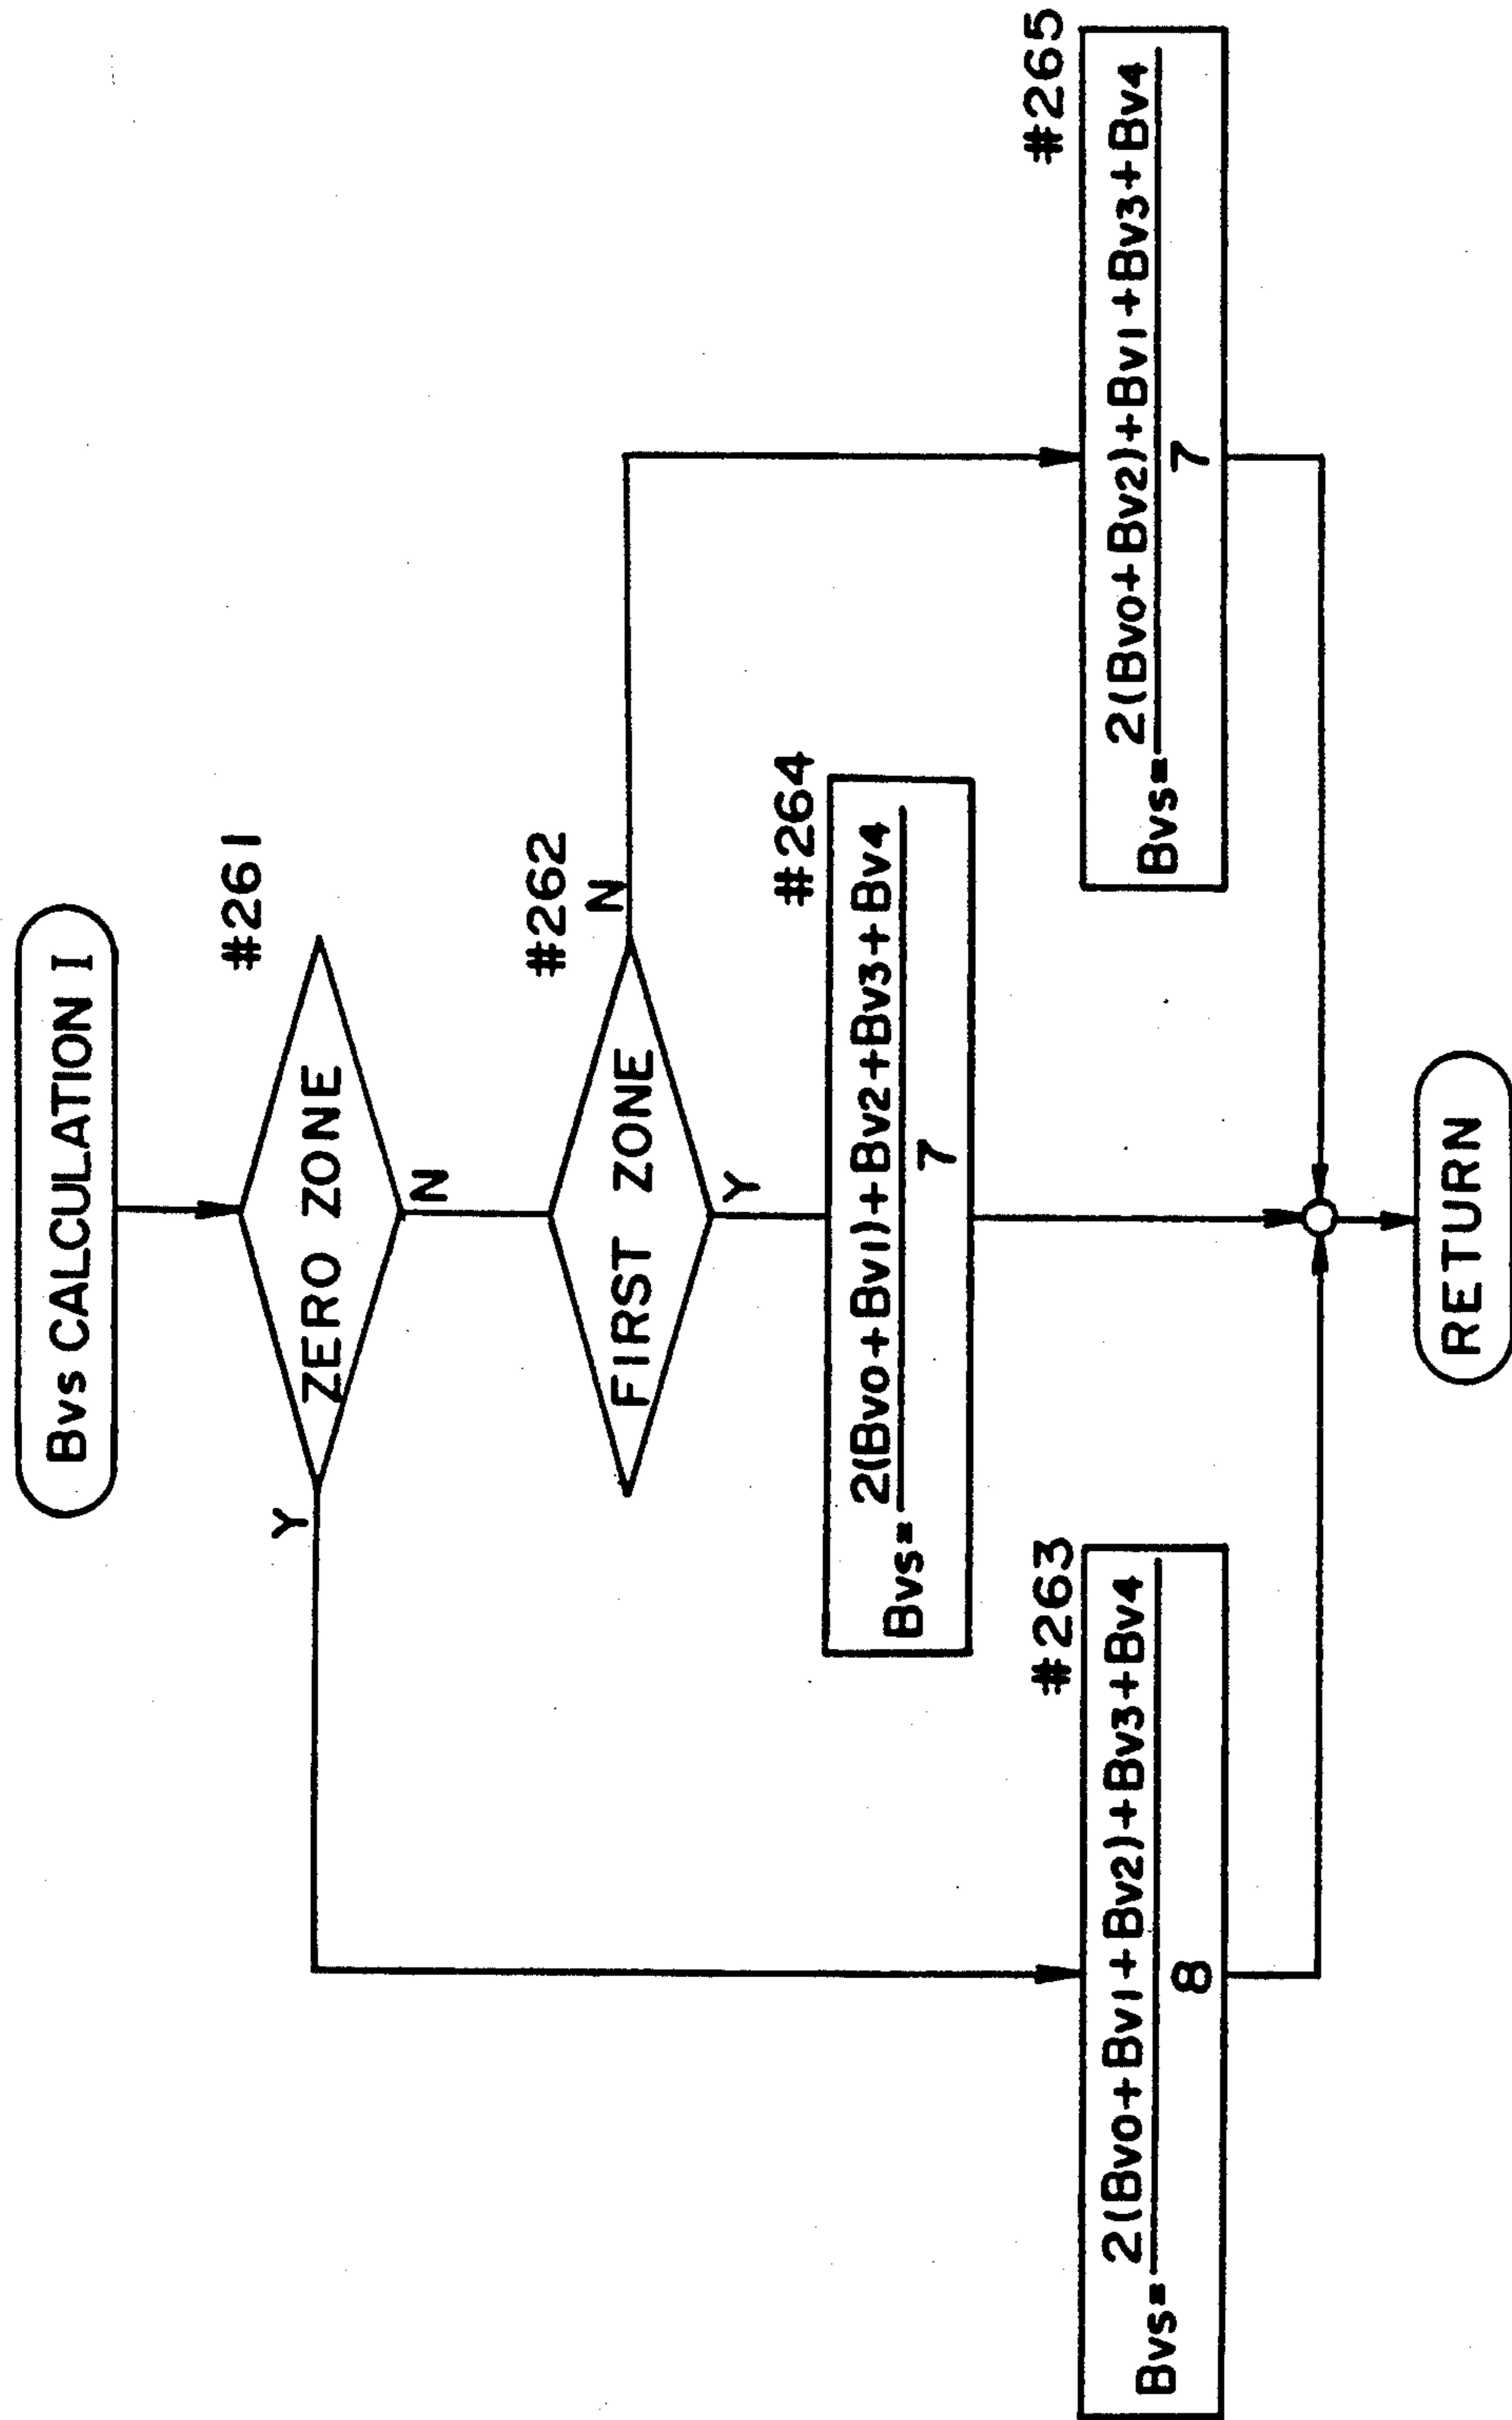 Bvs CALCULATION I
#261
ZERO ZONE
Y
N
#262
FIRST ZONE
N
Y
#264
Bvs= 2(Bv0+Bv1)+Bv2+Bv3+Bv4
7
#263
Bvs= 2(Bv0+Bv1+Bv2)+Bv3+Bv4
8
#265
Bvs= 2(Bv0+Bv2)+Bv1+Bv3+Bv4
7
RETURN